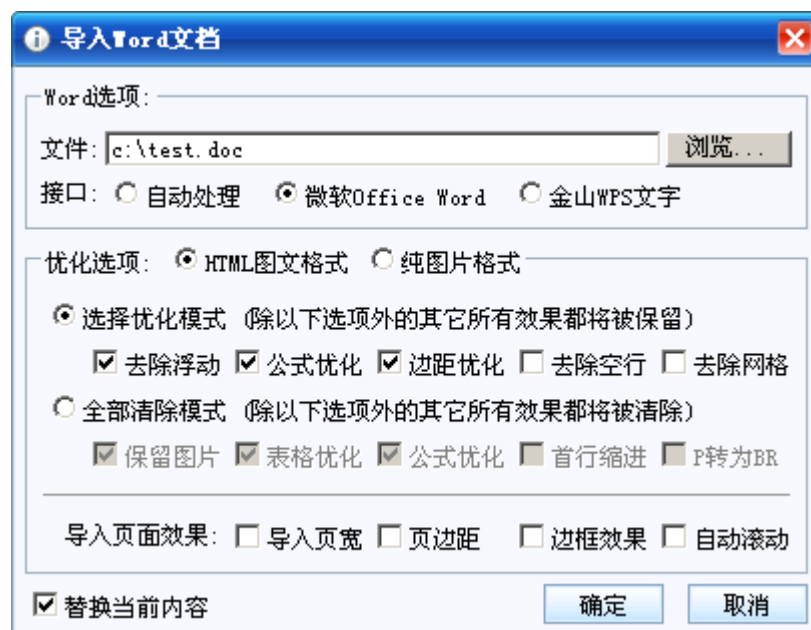 导入Word文档
Word选项:
文件: c:\test.doc 浏览...
接口: 自动处理 微软Office Word 金山WPS文字
优化选项: HTML图文格式 纯图片格式
选择优化模式 (除以下选项外的其它所有效果都将被保留)
去除浮动 公式优化 边距优化 去除空行 去除网格
全部清除模式 (除以下选项外的其它所有效果都将被清除)
保留图片 表格优化 公式优化 首行缩进 P转为BR
导入页面效果: 导入页宽 页边距 边框效果 自动滚动
替换当前内容 确定 取消